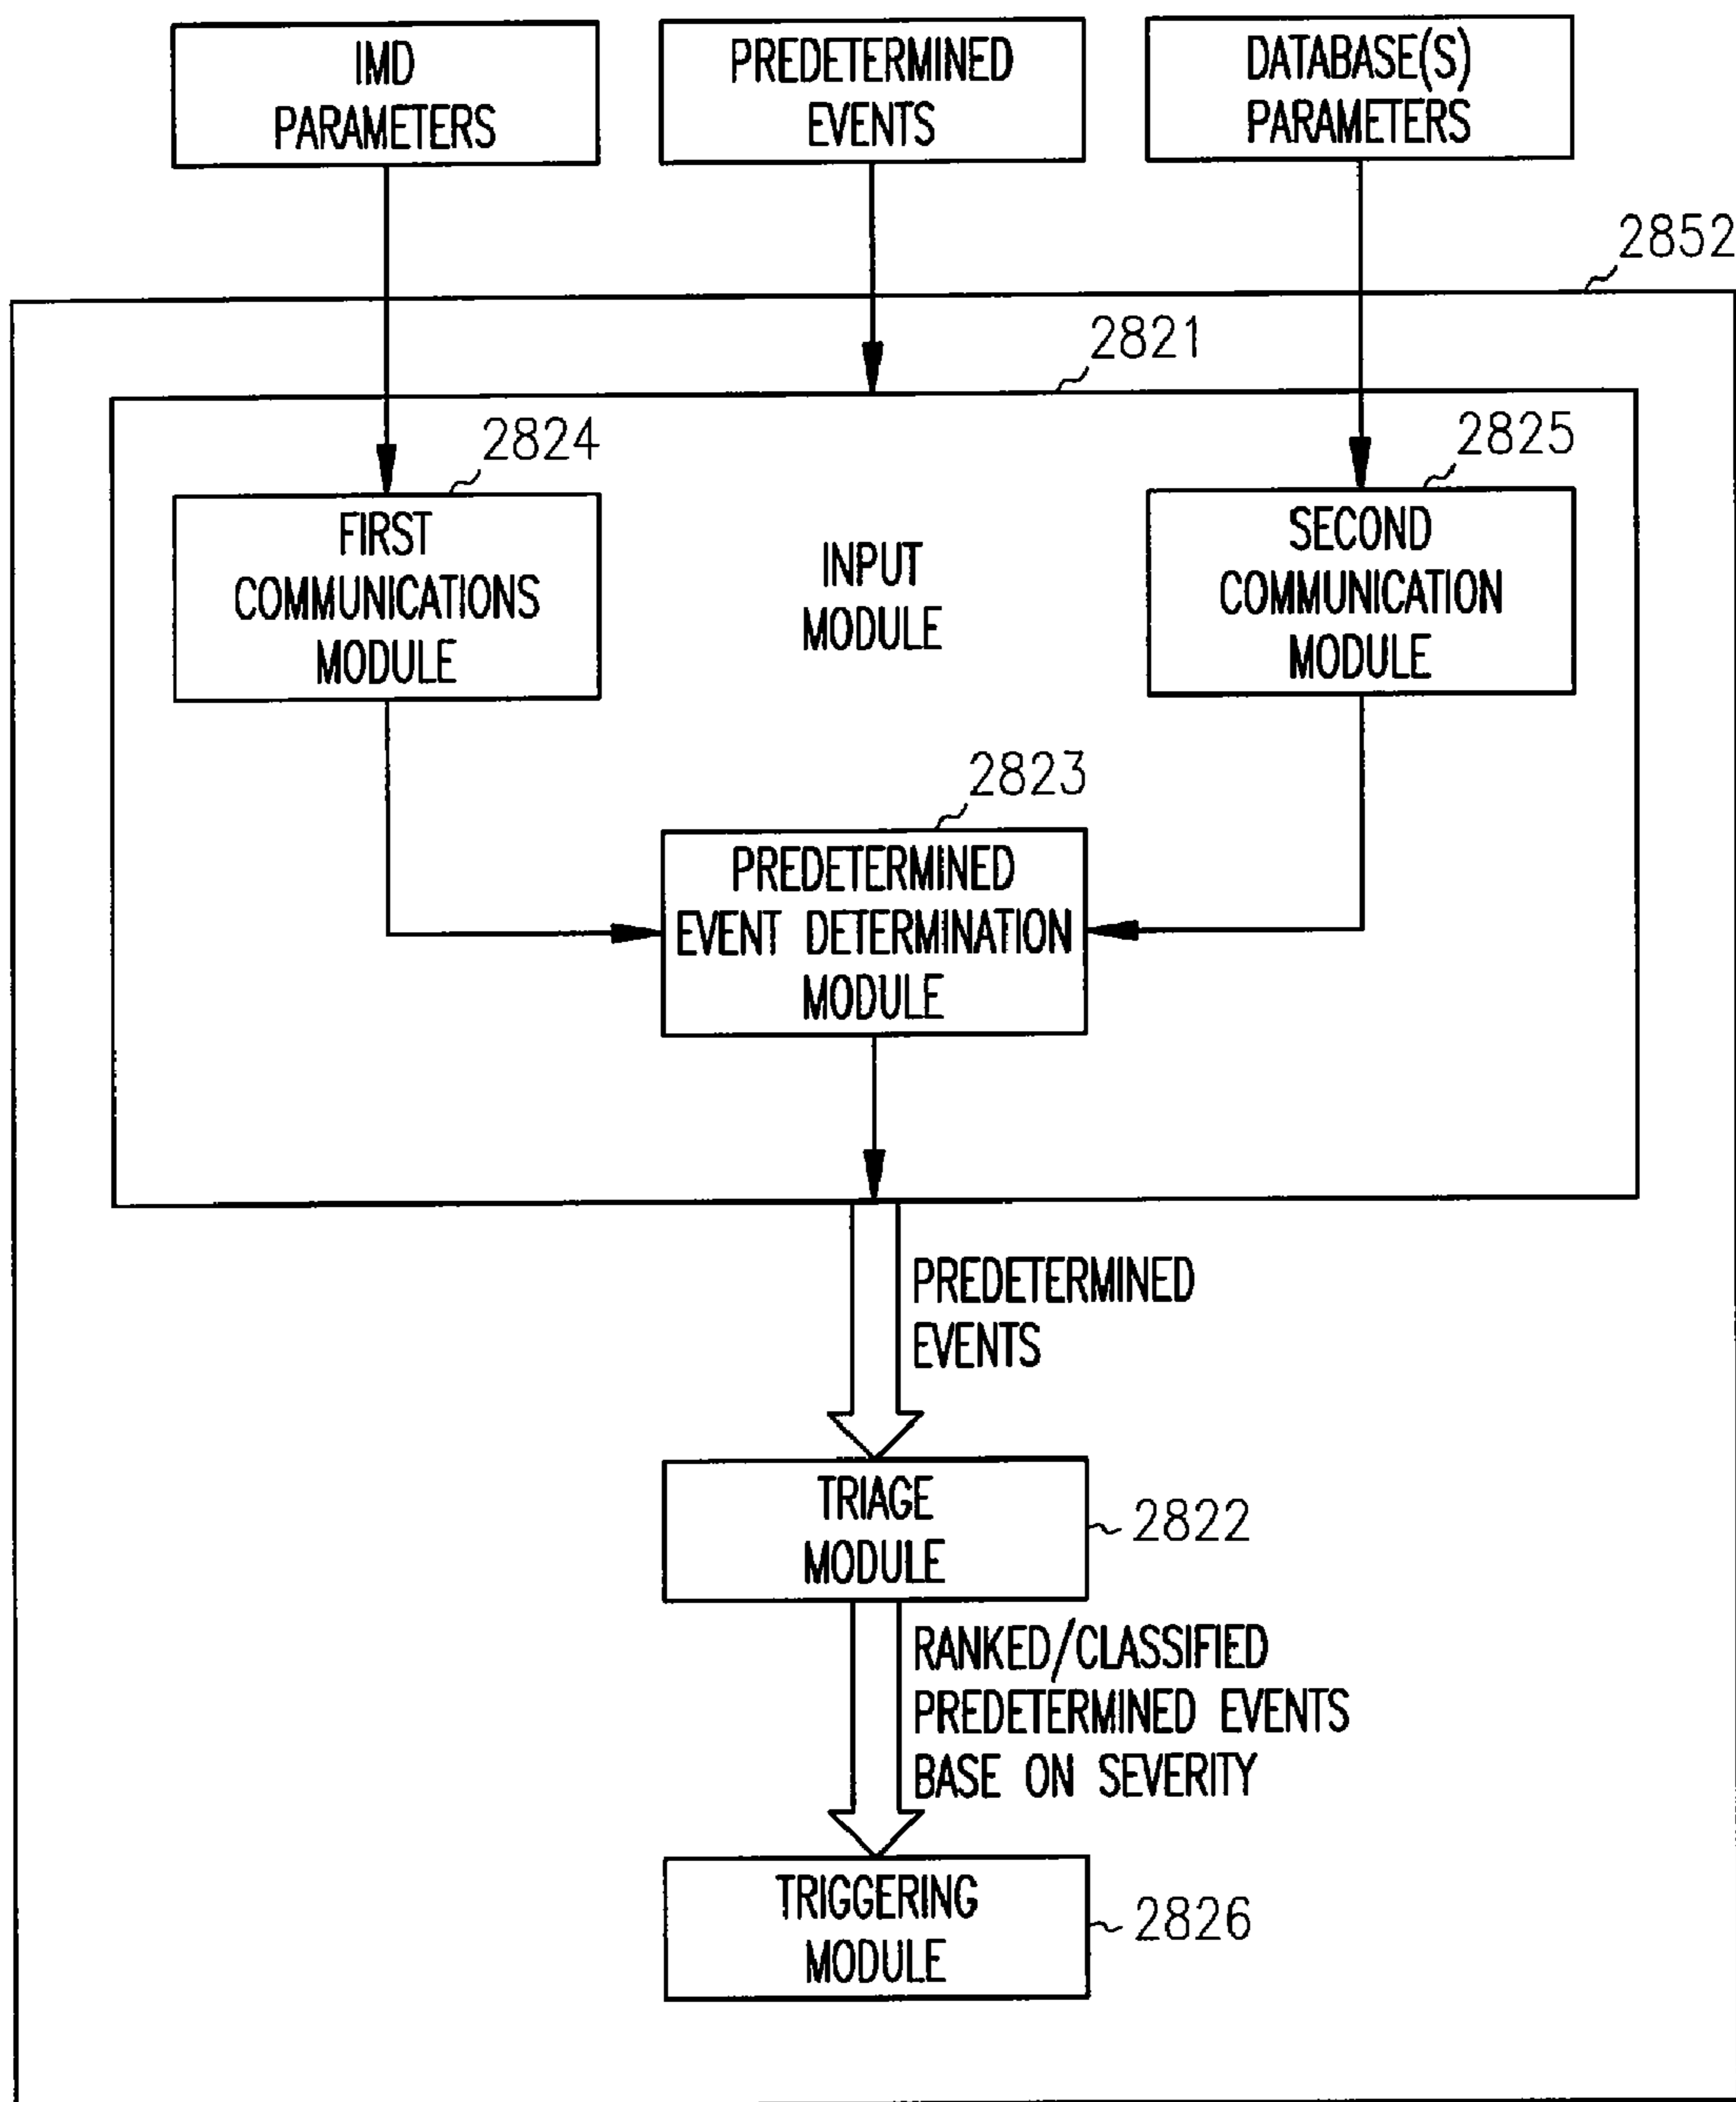 IMD
PARAMETERS
PREDETERMINED
EVENTS
DATABASE(S)
PARAMETERS
2852
2821
2824
FIRST
COMMUNICATIONS
MODULE
INPUT
MODULE
2825
SECOND
COMMUNICATION
MODULE
2823
PREDETERMINED
EVENT DETERMINATION
MODULE
PREDETERMINED
EVENTS
TRIAGE
MODULE
2822
RANKED/CLASSIFIED
PREDETERMINED EVENTS
BASE ON SEVERITY
TRIGGERING
MODULE
2826